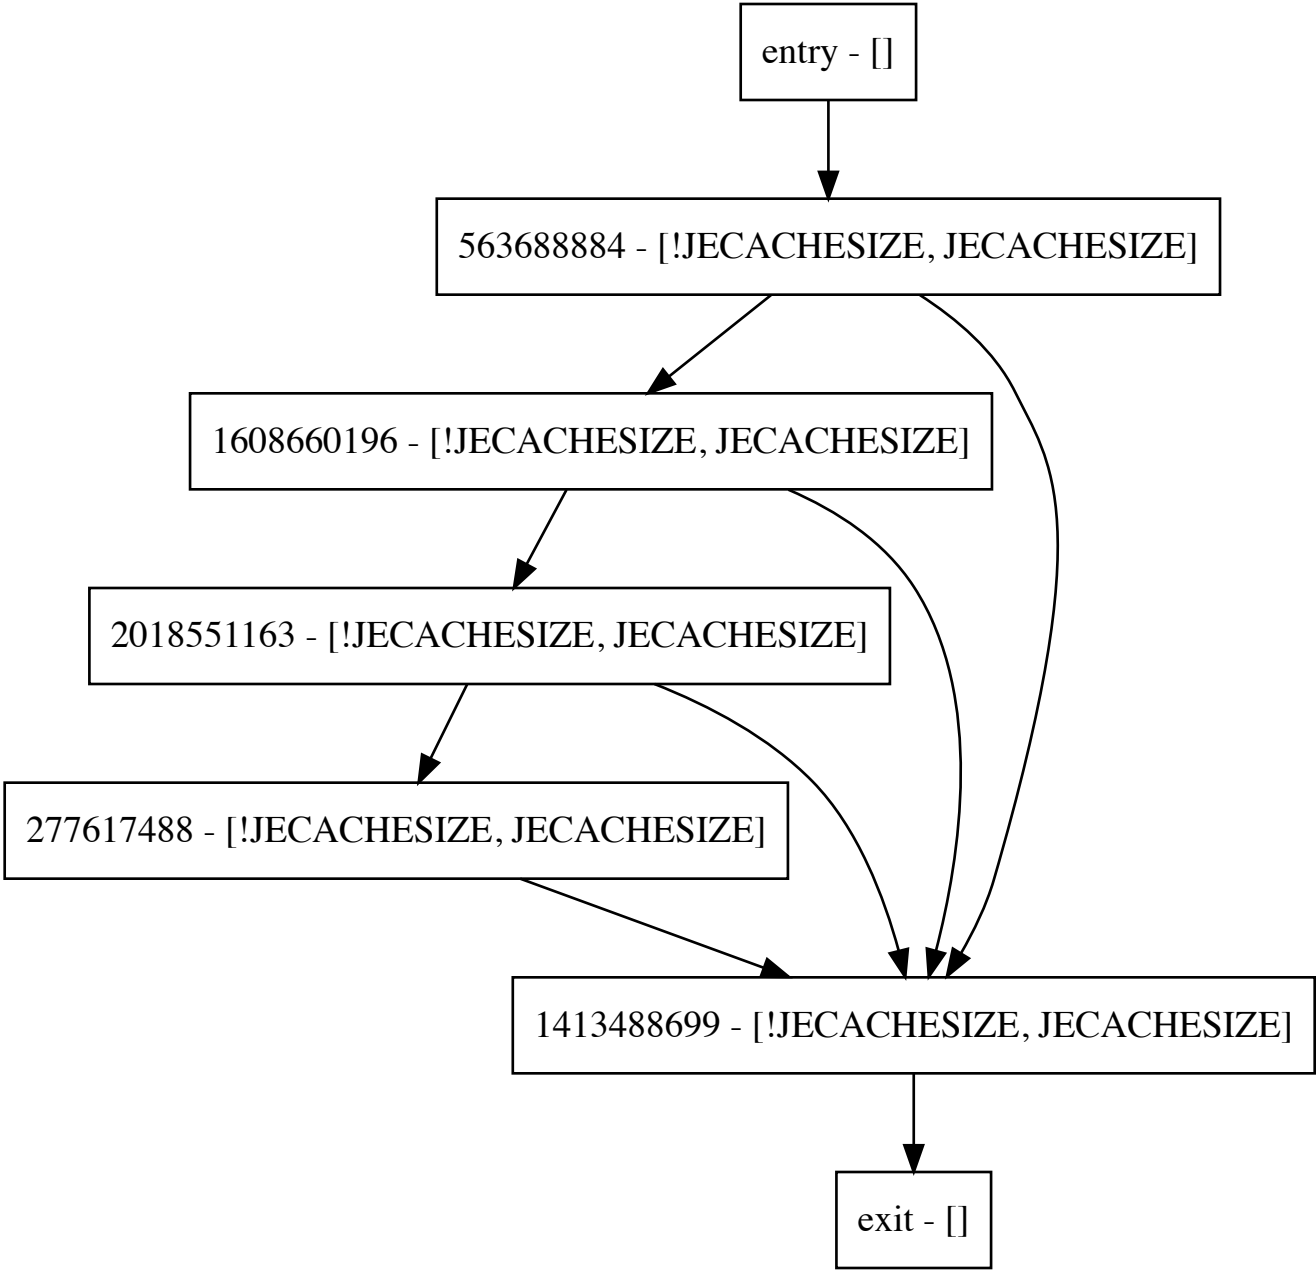 entry - []
563688884 - [!JECACHESIZE, JECACHESIZE]
1608660196 - [!JECACHESIZE, JECACHESIZE]
2018551163 - [!JECACHESIZE, JECACHESIZE]
277617488 - [!JECACHESIZE, JECACHESIZE]
1413488699 - [!JECACHESIZE, JECACHESIZE]
exit - []